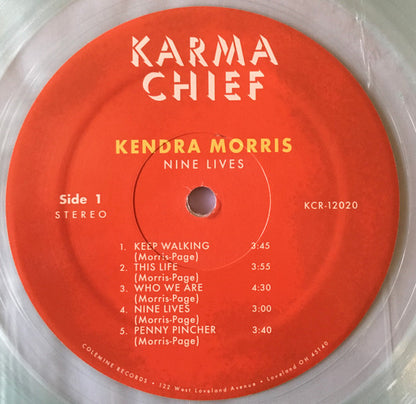 KARMA
CHIEF
KENDRA MORRIS
NINE LIVES
Side 1
STEREO
KCR-12020
1. KEEP WALKING 3:45
(Morris-Page)
2. THIS LIFE 3:55
(Morris-Page)
3. WHO WE ARE 4:30
(Morris-Page)
4. NINE LIVES 3:00
(Morris-Page)
5. PENNY PINCHER 3:40
(Morris-Page)
COLEMINE RECORDS • 122 West Loveland Avenue • Loveland OH 45140